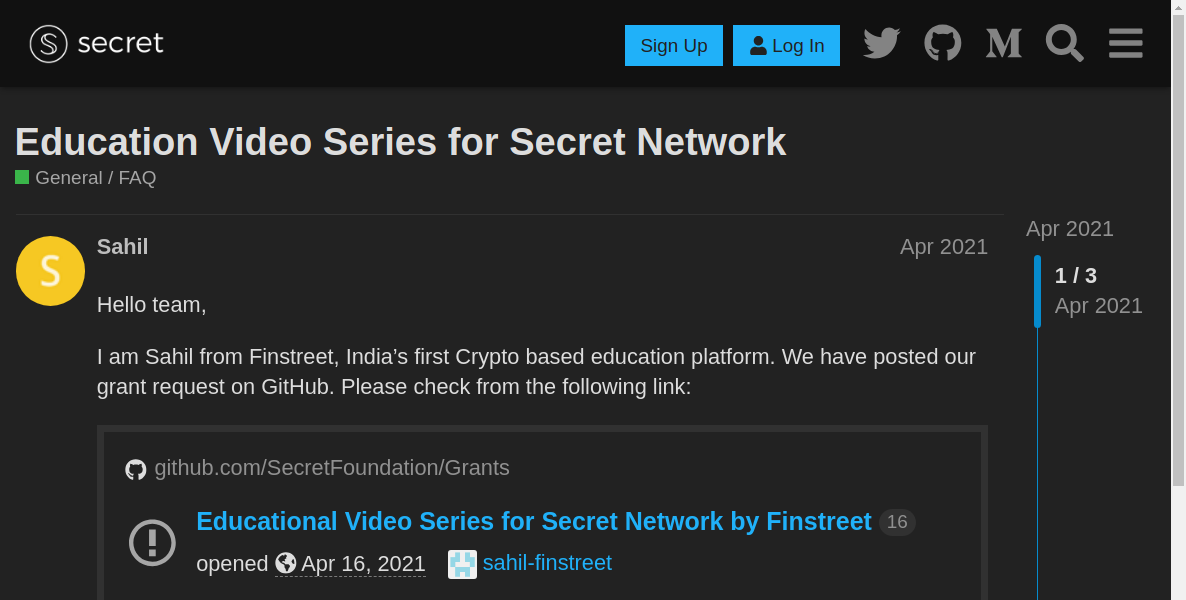 secret
Sign Up
Log In
Education Video Series for Secret Network
General / FAQ
Sahil
Apr 2021
Hello team,
I am Sahil from Finstreet, India’s first Crypto based education platform. We have posted our
grant request on GitHub. Please check from the following link:
github.com/SecretFoundation/Grants
Educational Video Series for Secret Network by Finstreet 16
opened Apr 16, 2021 sahil-finstreet
Apr 2021
1 / 3
Apr 2021